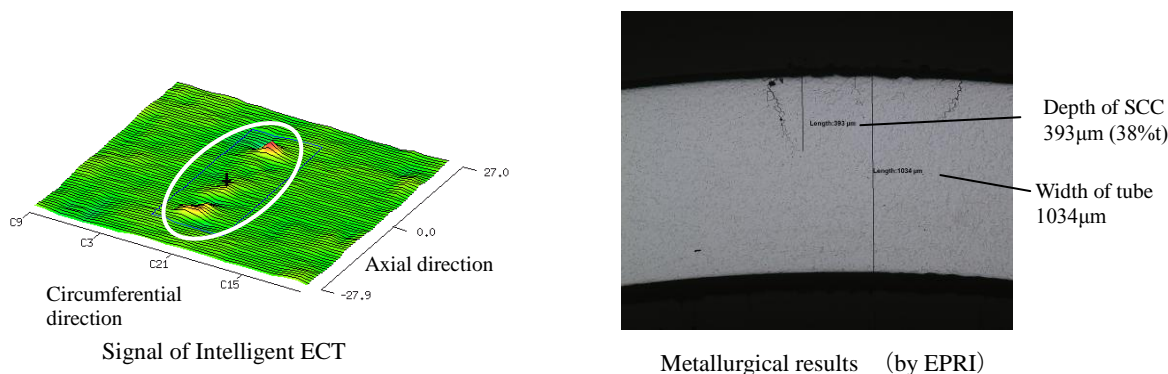 27.0
0.0
-27.9
C9
C3
C21
C15
Axial direction
Circumferential
direction
Signal of Intelligent ECT
Length:393 μm
Length:1034 μm
Depth of SCC
393μm (38%t)
Width of tube
1034μm
Metallurgical results （by EPRI）